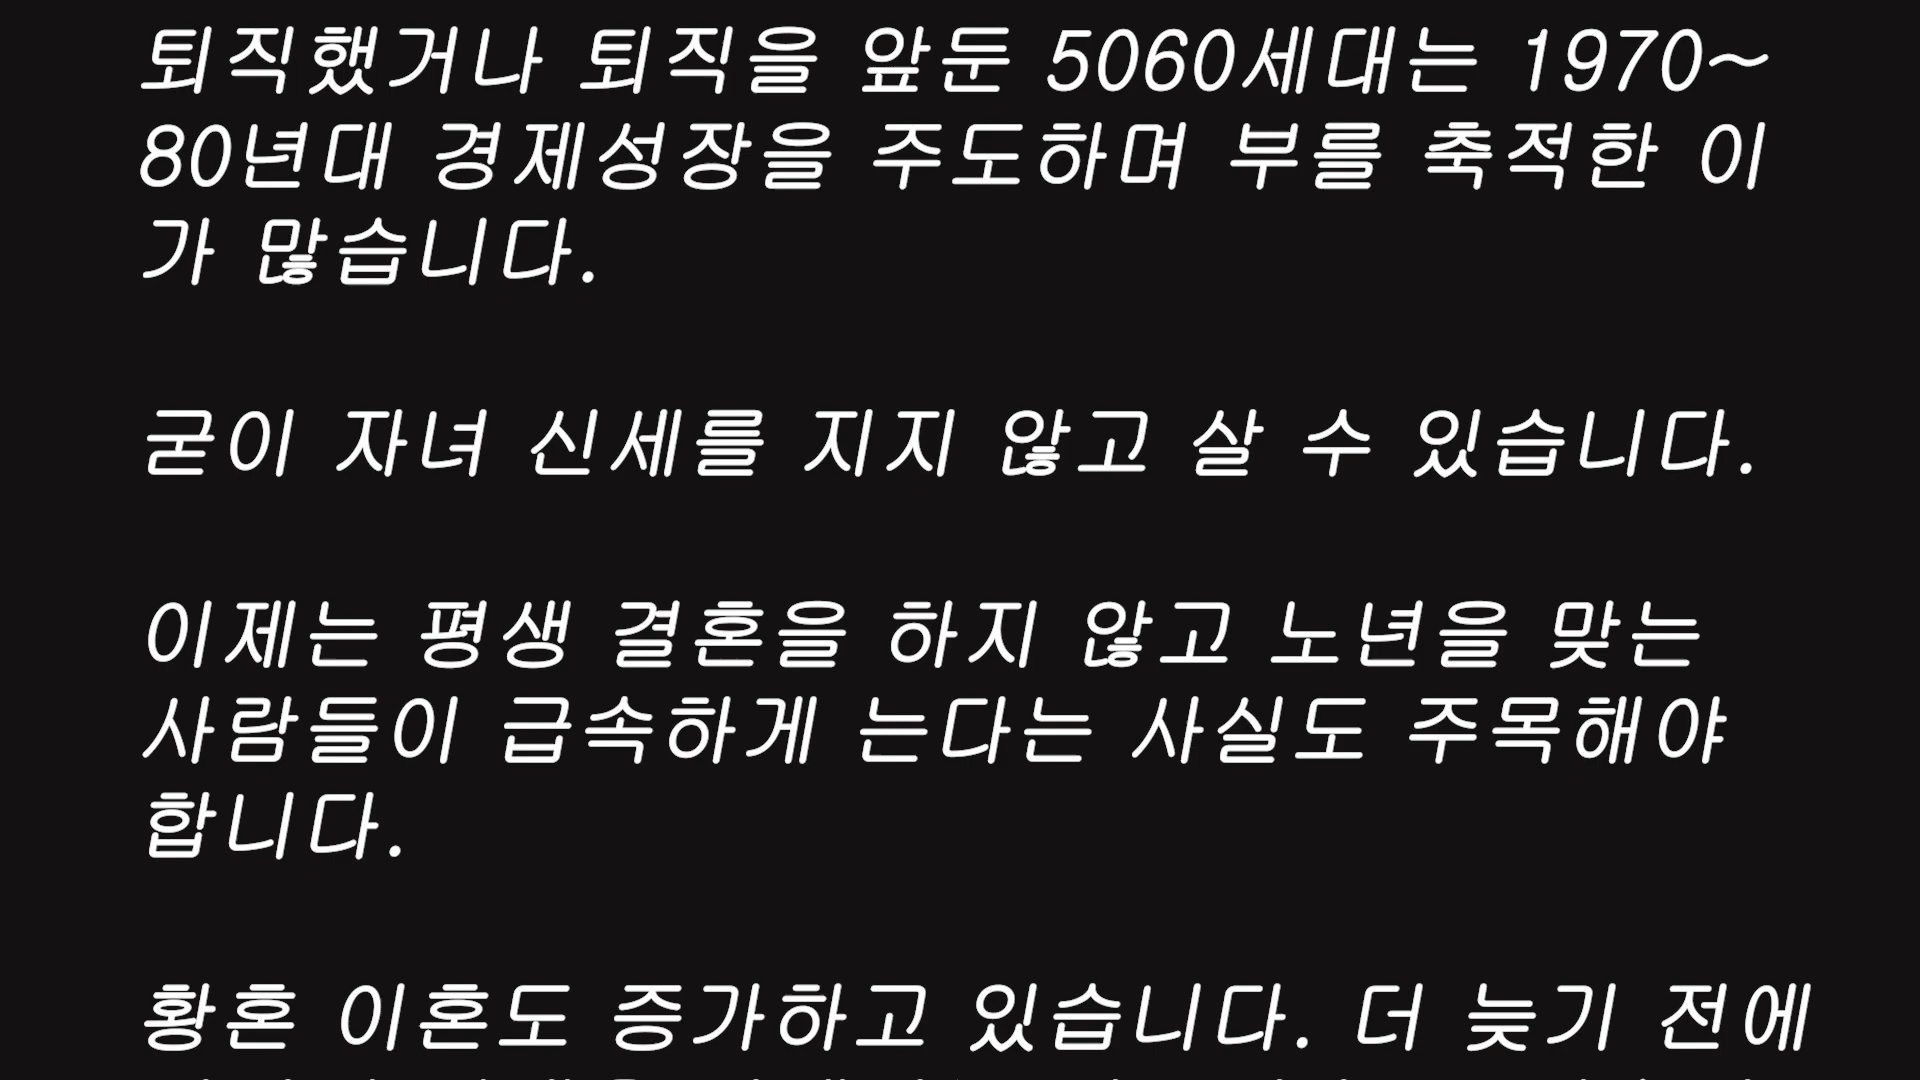 퇴직했거나 퇴직을 앞둔 5060세대는 1970~
80년대 경제성장을 주도하며 부를 축적한 이
가 많습니다.
굳이 자녀 신세를 지지 않고 살 수 있습니다.
이제는 평생 결혼을 하지 않고 노년을 맞는
사람들이 급속하게 는다는 사실도 주목해야
합니다.
황혼 이혼도 증가하고 있습니다. 더 늦기 전에